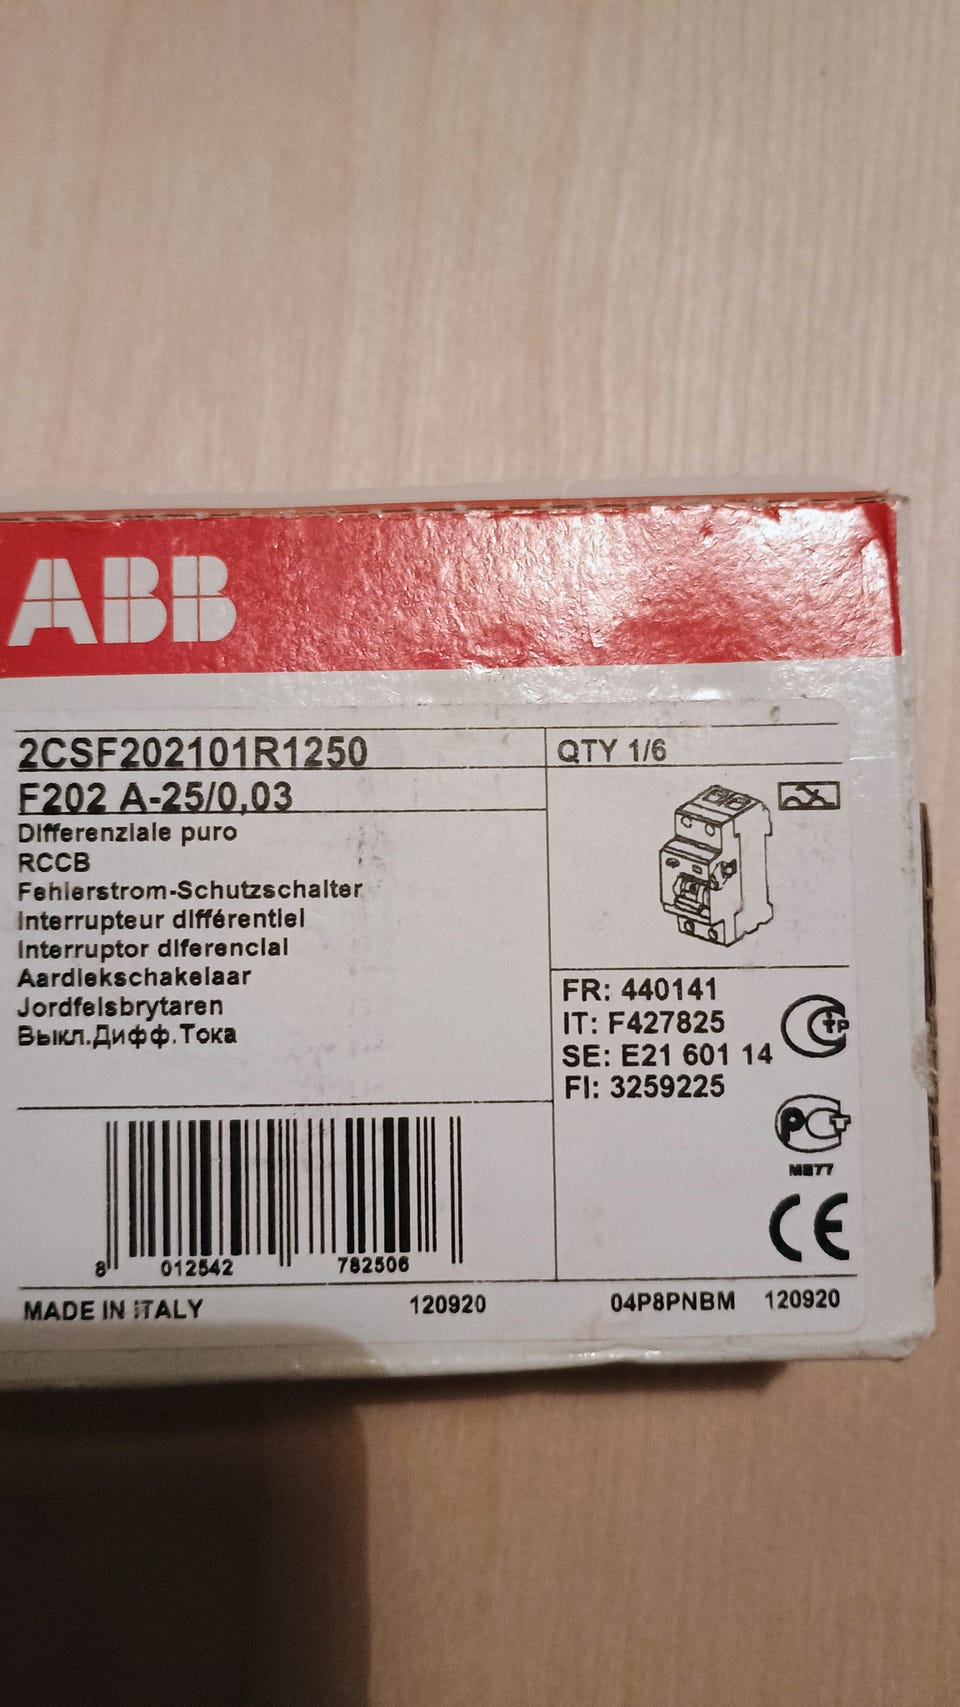 ABB
2CSF202101R1250
QTY 1/6
F202 A-25/0,03
Differenziale puro
RCCB
Fehlerstrom-Schutzschalter
Interrupteur différentiel
Interruptor diferencial
Aardlekschakelaar
Jordfelsbrytaren
Выкл.Дифф.Тока
FR: 440141
IT: F427825
SE: E21 601 14
FI: 3259225
8 012542 782506
CE
MADE IN ITALY 120920 04P8PNBM 120920